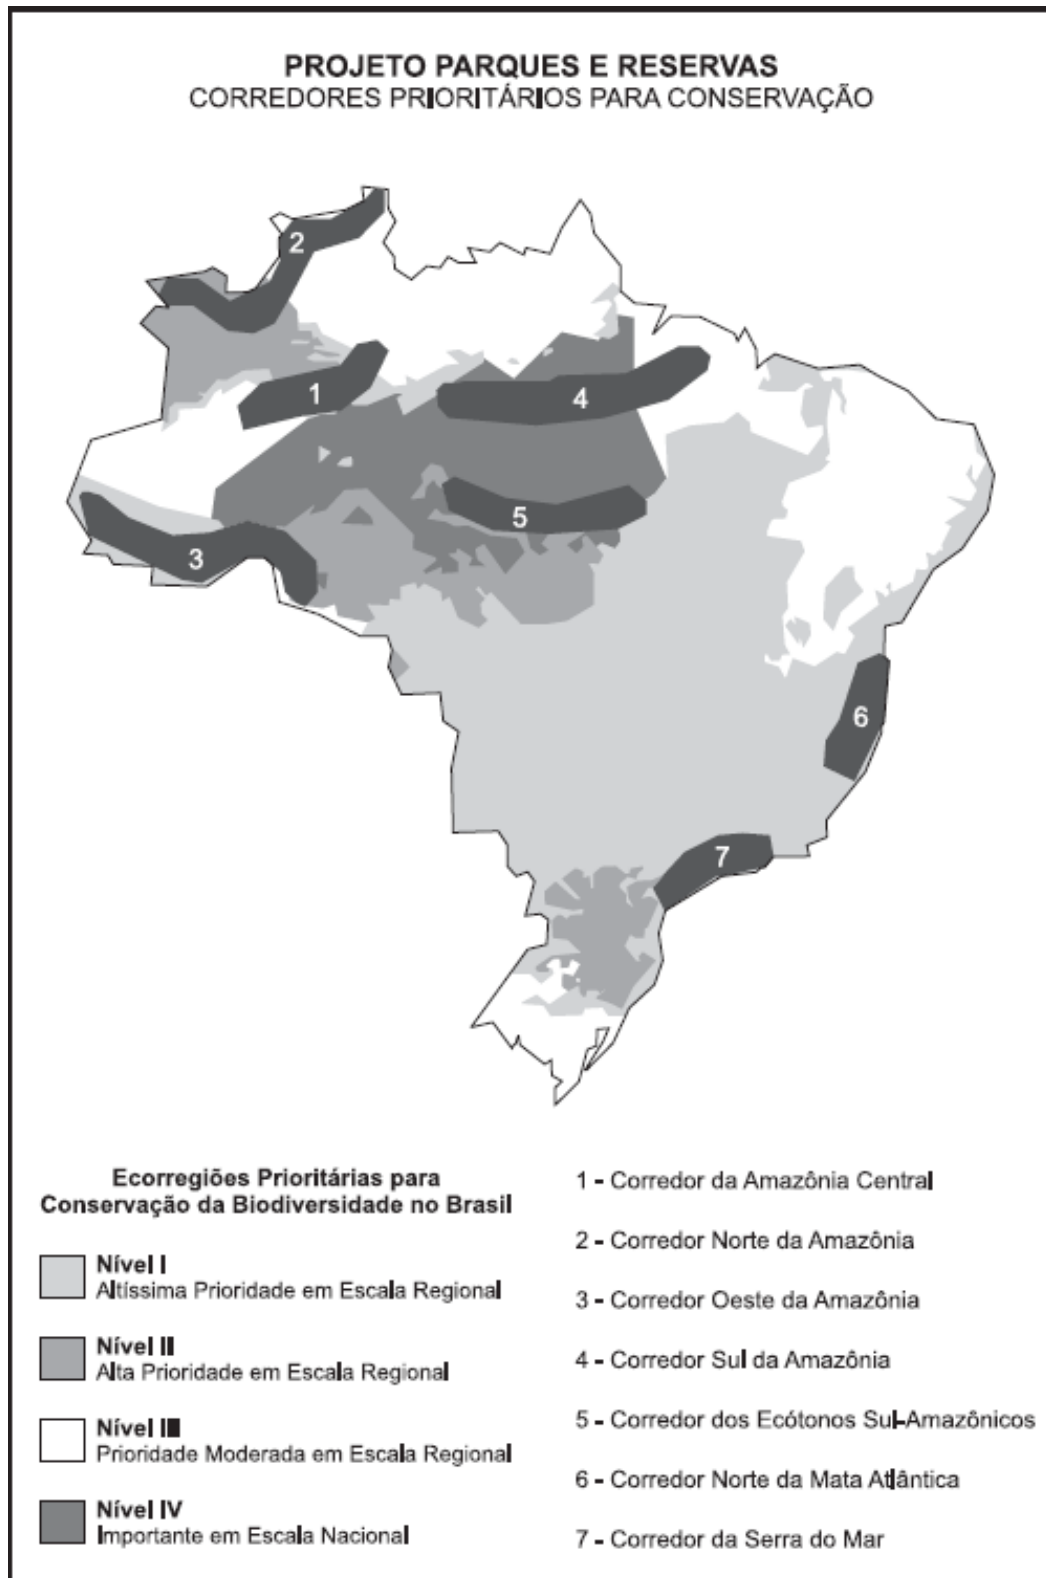 PROJETO PARQUES E RESERVAS
CORREDORES PRIORITÁRIOS PARA CONSERVAÇÃO
2
1
4
5
3
6
7
Ecorregiões Prioritárias para
Conservação da Biodiversidade no Brasil
Nível I
Altíssima Prioridade em Escala Regional
Nível II
Alta Prioridade em Escala Regional
Nível III
Prioridade Moderada em Escala Regional
Nível IV
Importante em Escala Nacional
1 - Corredor da Amazônia Central
2 - Corredor Norte da Amazônia
3 - Corredor Oeste da Amazônia
4 - Corredor Sul da Amazônia
5 - Corredor dos Ecótonos Sul-Amazônicos
6 - Corredor Norte da Mata Atlântica
7 - Corredor da Serra do Mar